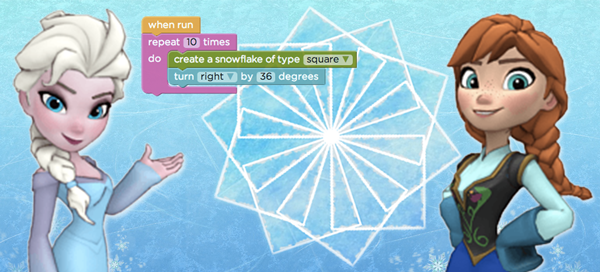 when run
repeat 10 times
do create a snowflake of type square
turn right by 36 degrees